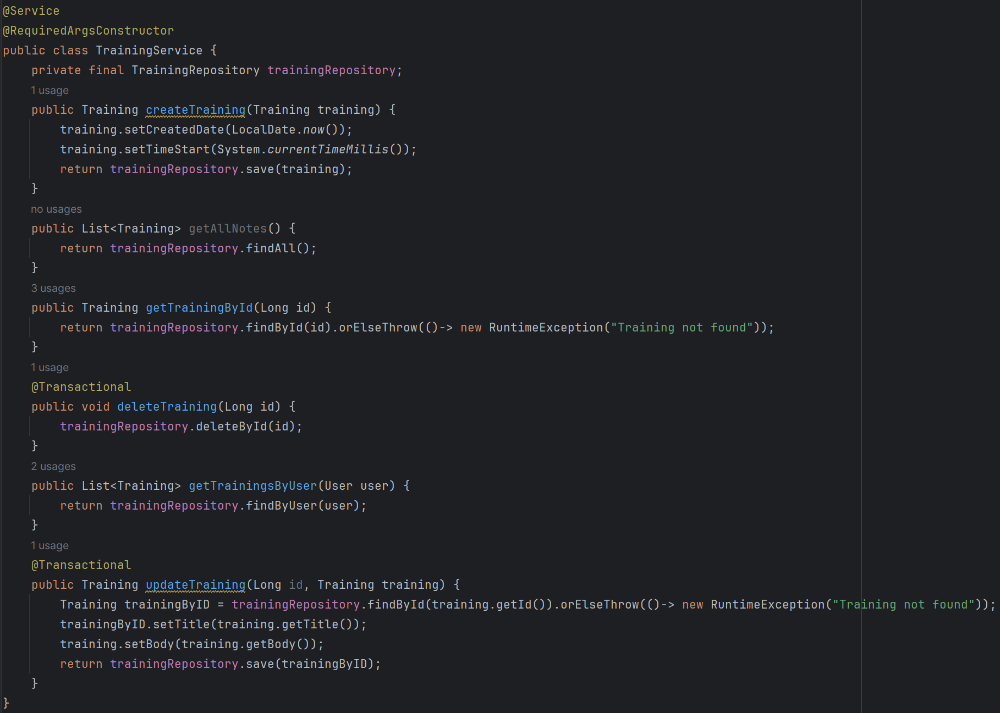 @Service
@RequiredArgsConstructor
public class TrainingService {
    private final TrainingRepository trainingRepository;
    1 usage
    public Training createTraining(Training training) {
        training.setCreatedDate(LocalDate.now());
        training.setTimeStart(System.currentTimeMillis());
        return trainingRepository.save(training);
    }
    no usages
    public List<Training> getAllNotes() {
        return trainingRepository.findAll();
    }
    3 usages
    public Training getTrainingById(Long id) {
        return trainingRepository.findById(id).orElseThrow(()-> new RuntimeException("Training not found"));
    }
    1 usage
    @Transactional
    public void deleteTraining(Long id) {
        trainingRepository.deleteById(id);
    }
    2 usages
    public List<Training> getTrainingsByUser(User user) {
        return trainingRepository.findByUser(user);
    }
    1 usage
    @Transactional
    public Training updateTraining(Long id, Training training) {
        Training trainingByID = trainingRepository.findById(training.getId()).orElseThrow(()-> new RuntimeException("Training not found"));
        trainingByID.setTitle(training.getTitle());
        training.setBody(training.getBody());
        return trainingRepository.save(trainingByID);
    }
}